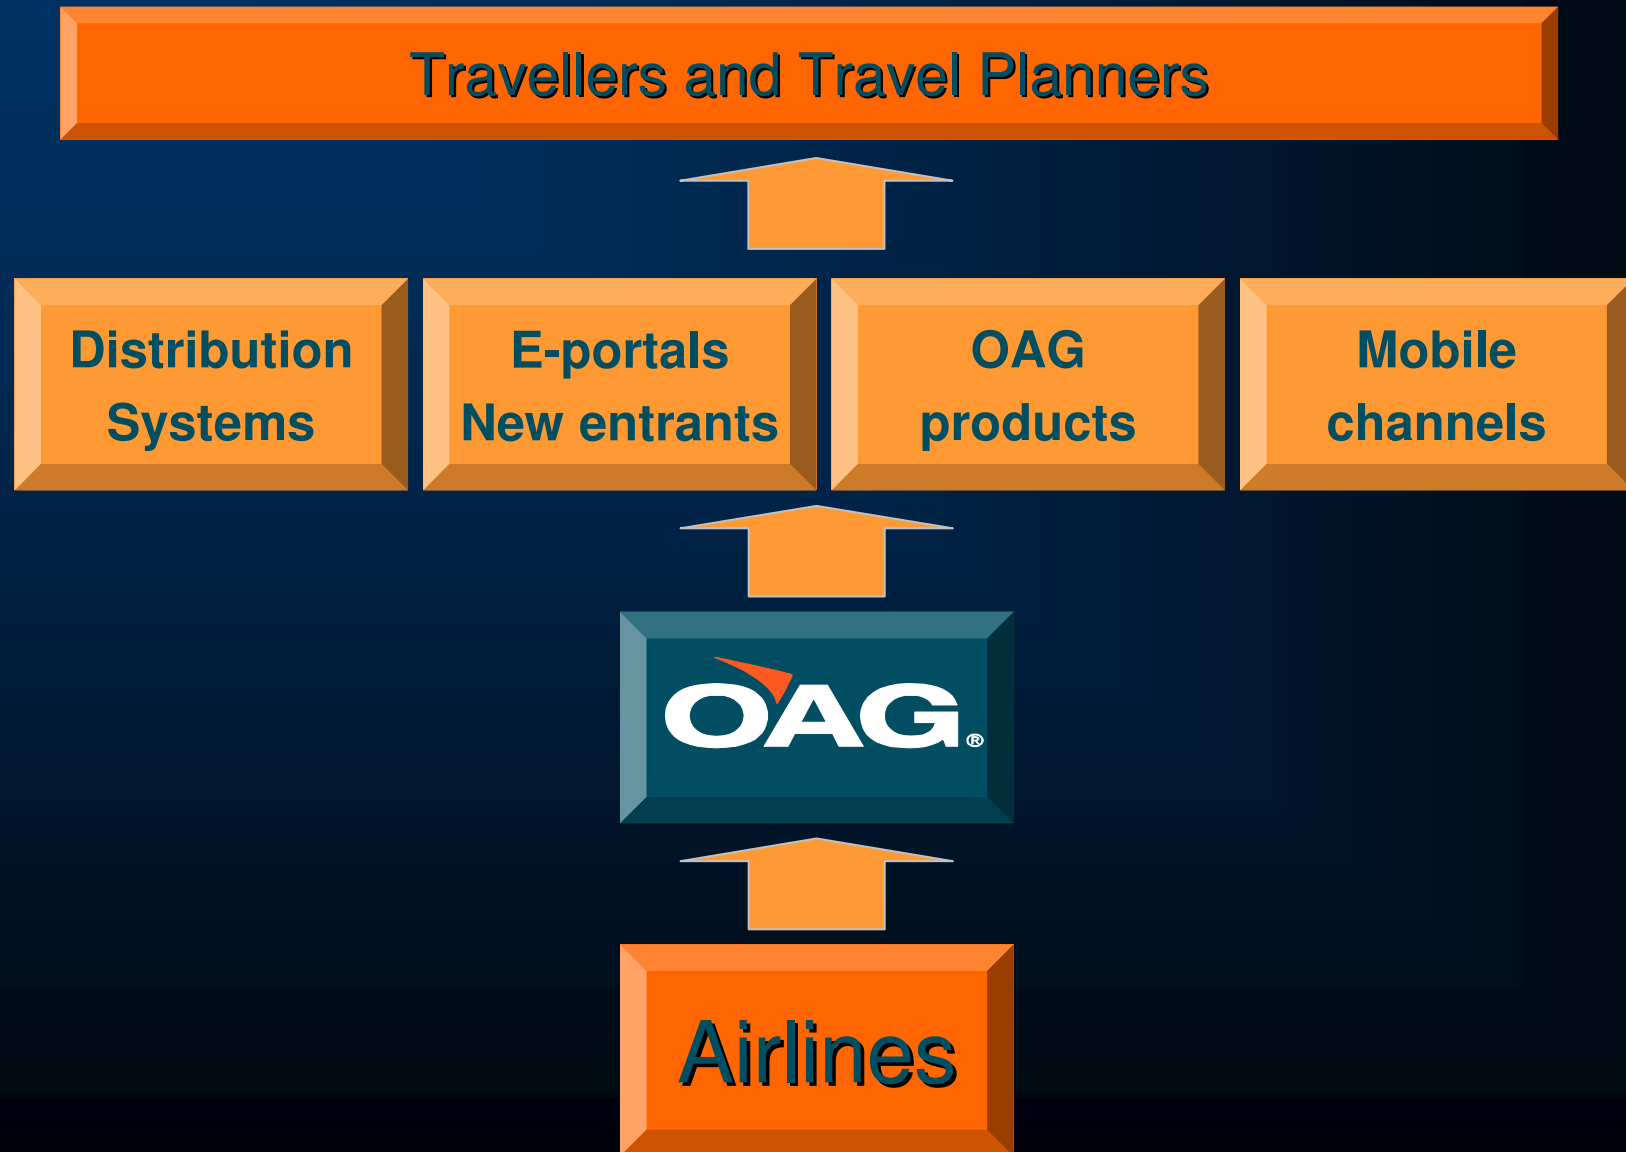 Travellers and Travel Planners
Distribution
Systems
E-portals
New entrants
OAG
products
Mobile
channels
OAG®
Airlines